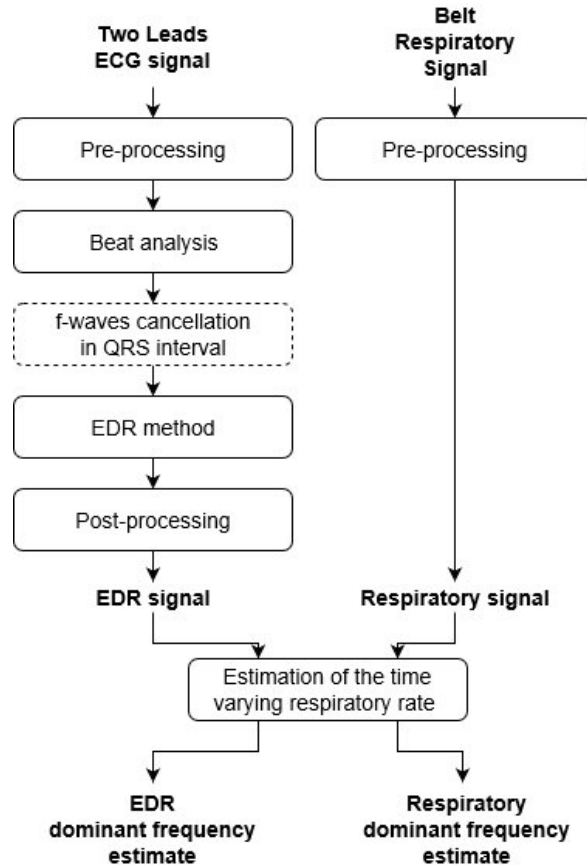 Two Leads
ECG signal
Belt
Respiratory
Signal
Pre-processing
Pre-processing
Beat analysis
f-waves cancellation
in QRS interval
EDR method
Post-processing
EDR signal
Respiratory signal
Estimation of the time
varying respiratory rate
EDR
dominant frequency
estimate
Respiratory
dominant frequency
estimate